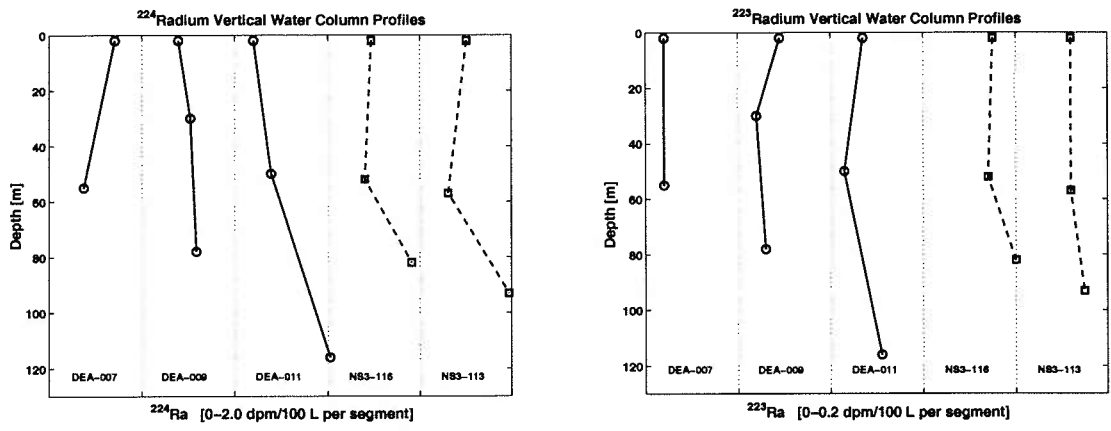 ²²⁴Radium Vertical Water Column Profiles
0
20
40
60
80
100
120
Depth [m]
DEA–007 DEA–009 DEA–011 NS3–116 NS3–113
²²⁴Ra [0–2.0 dpm/100 L per segment]
²²³Radium Vertical Water Column Profiles
0
20
40
60
80
100
120
Depth [m]
DEA–007 DEA–009 DEA–011 NS3–116 NS3–113
²²³Ra [0–0.2 dpm/100 L per segment]